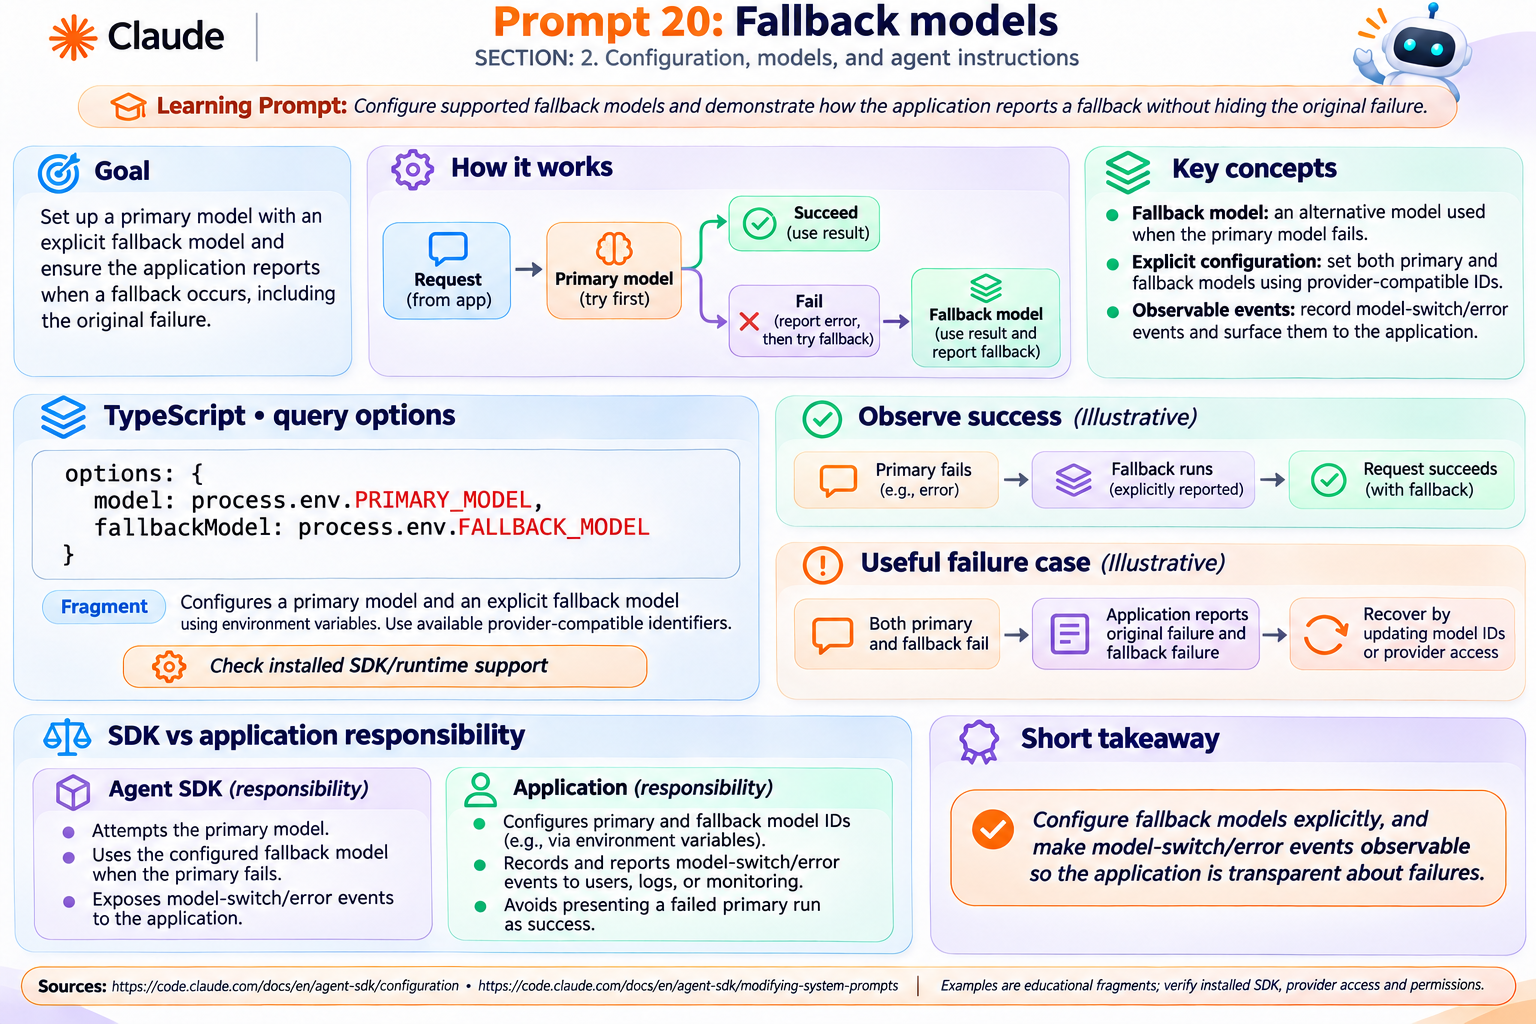 Claude
Prompt 20: Fallback models
SECTION: 2. Configuration, models, and agent instructions
Learning Prompt: Configure supported fallback models and demonstrate how the application reports a fallback without hiding the original failure.
Goal
Set up a primary model with an
explicit fallback model and
ensure the application reports
when a fallback occurs, including
the original failure.
How it works
Request
(from app)
Primary model
(try first)
Succeed
(use result)
Fail
(report error,
then try fallback)
Fallback model
(use result and
report fallback)
Key concepts
Fallback model: an alternative model used
when the primary model fails.
Explicit configuration: set both primary and
fallback models using provider-compatible IDs.
Observable events: record model-switch/error
events and surface them to the application.
TypeScript • query options
options: {
model: process.env.PRIMARY_MODEL,
fallbackModel: process.env.FALLBACK_MODEL
}
Fragment
Configures a primary model and an explicit fallback model
using environment variables. Use available provider-compatible identifiers.
Check installed SDK/runtime support
Observe success (Illustrative)
Primary fails
(e.g., error)
Fallback runs
(explicitly reported)
Request succeeds
(with fallback)
Useful failure case (Illustrative)
Both primary
and fallback fail
Application reports
original failure and
fallback failure
Recover by
updating model IDs
or provider access
SDK vs application responsibility
Agent SDK (responsibility)
Attempts the primary model.
Uses the configured fallback model
when the primary fails.
Exposes model-switch/error events
to the application.
Application (responsibility)
Configures primary and fallback model IDs
(e.g., via environment variables).
Records and reports model-switch/error
events to users, logs, or monitoring.
Avoids presenting a failed primary run
as success.
Short takeaway
Configure fallback models explicitly, and
make model-switch/error events observable
so the application is transparent about failures.
Sources: https://code.claude.com/docs/en/agent-sdk/configuration • https://code.claude.com/docs/en/agent-sdk/modifying-system-prompts
Examples are educational fragments; verify installed SDK, provider access and permissions.